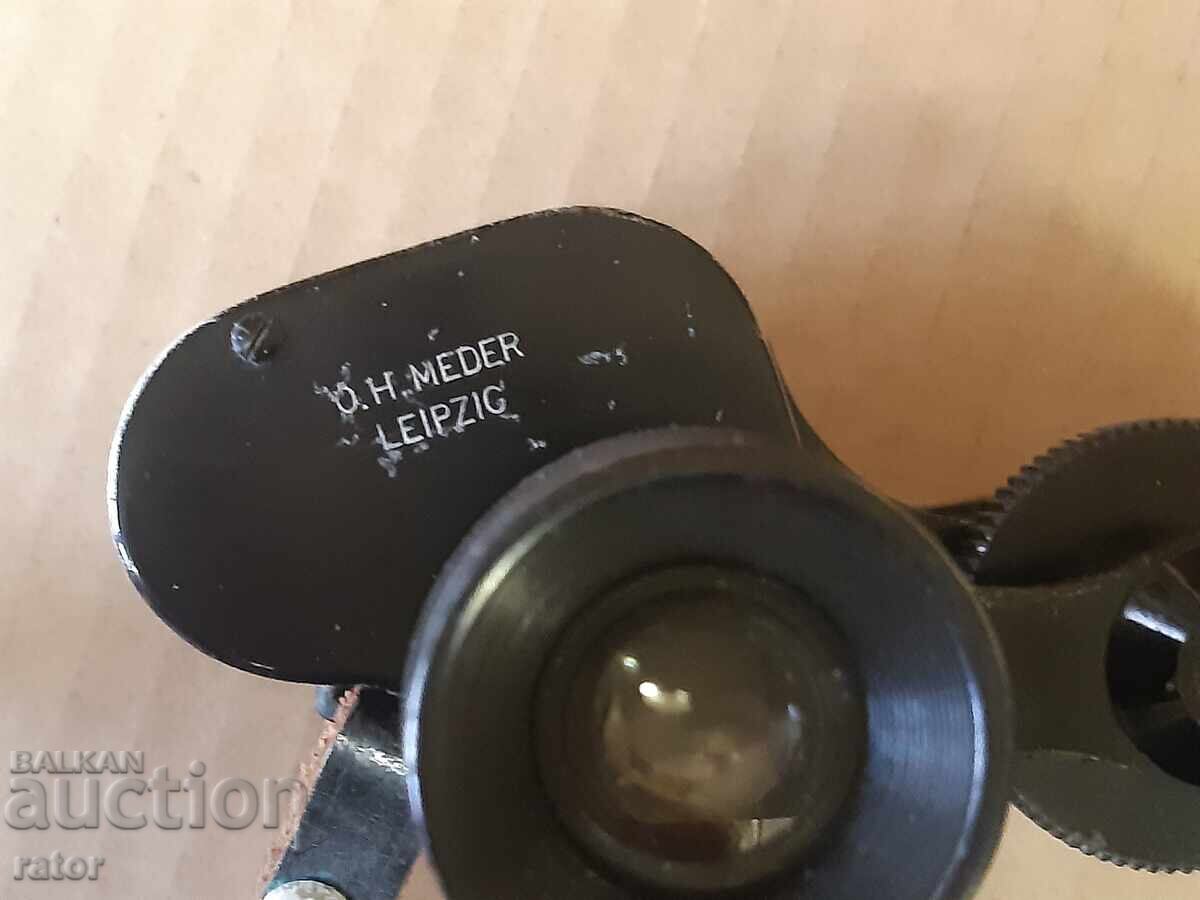 O. H. MEDER
LEIPZIG
BALKAN
auction
rator